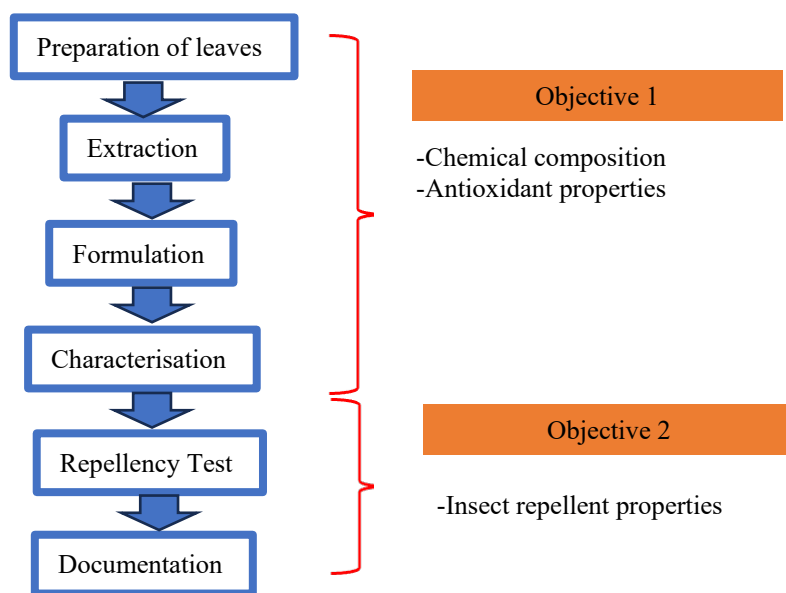 Preparation of leaves
Extraction
Formulation
Characterisation
Repellency Test
Documentation
Objective 1
-Chemical composition
-Antioxidant properties
Objective 2
-Insect repellent properties